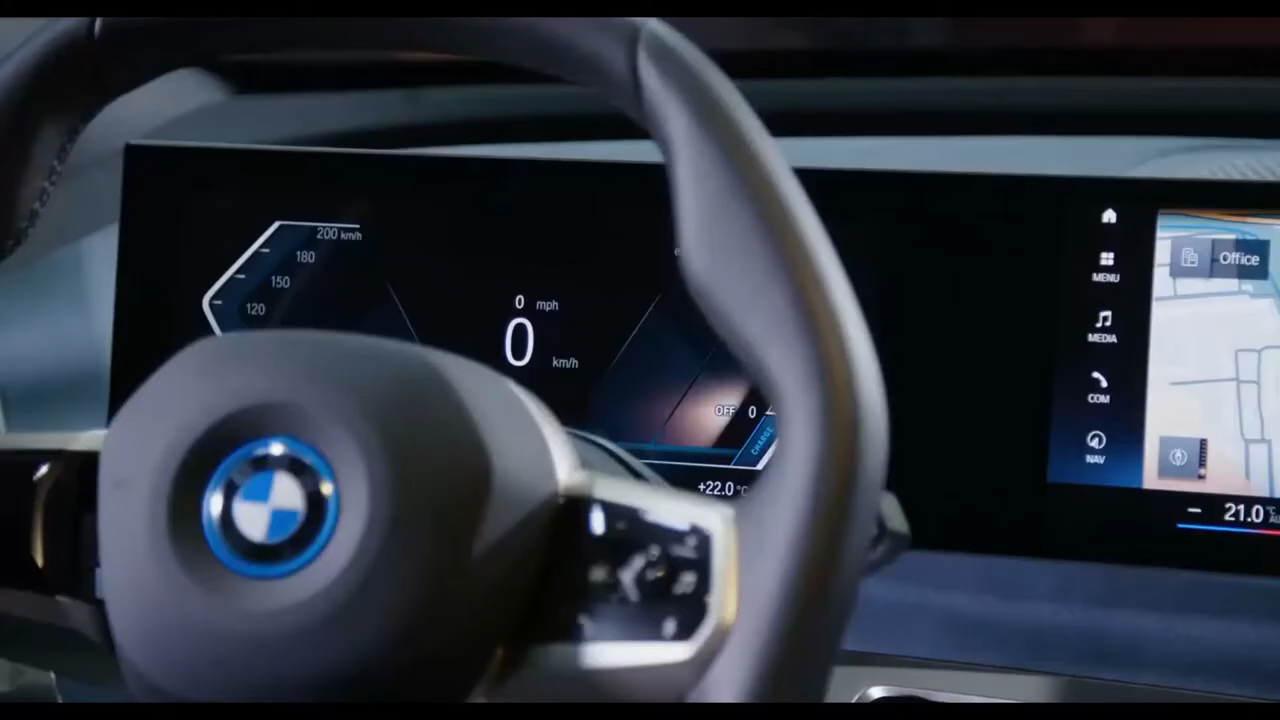 200 km/h
180
150
120
0 mph
0 km/h
OFF 0
CHARGE
+22.0 °C
MENU
MEDIA
COM
NAV
Office
− 21.0 °C